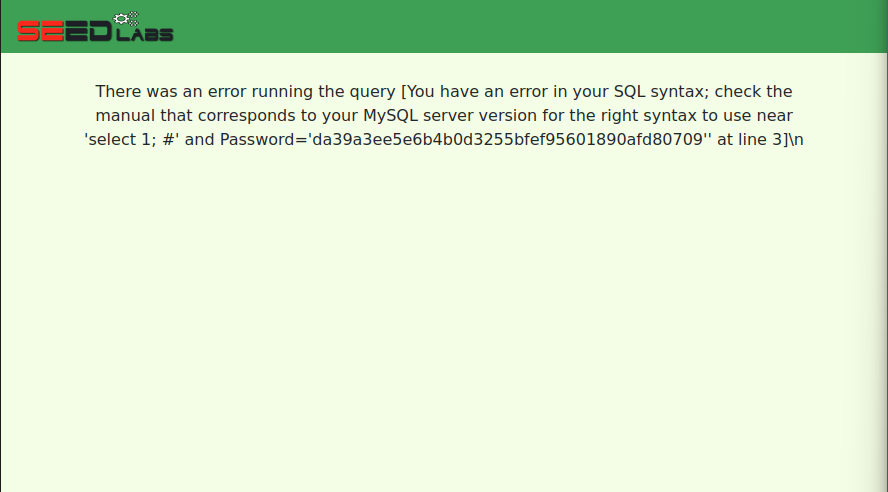 SEED LABS
There was an error running the query [You have an error in your SQL syntax; check the
manual that corresponds to your MySQL server version for the right syntax to use near
'select 1; #' and Password='da39a3ee5e6b4b0d3255bfef95601890afd80709'' at line 3]\n